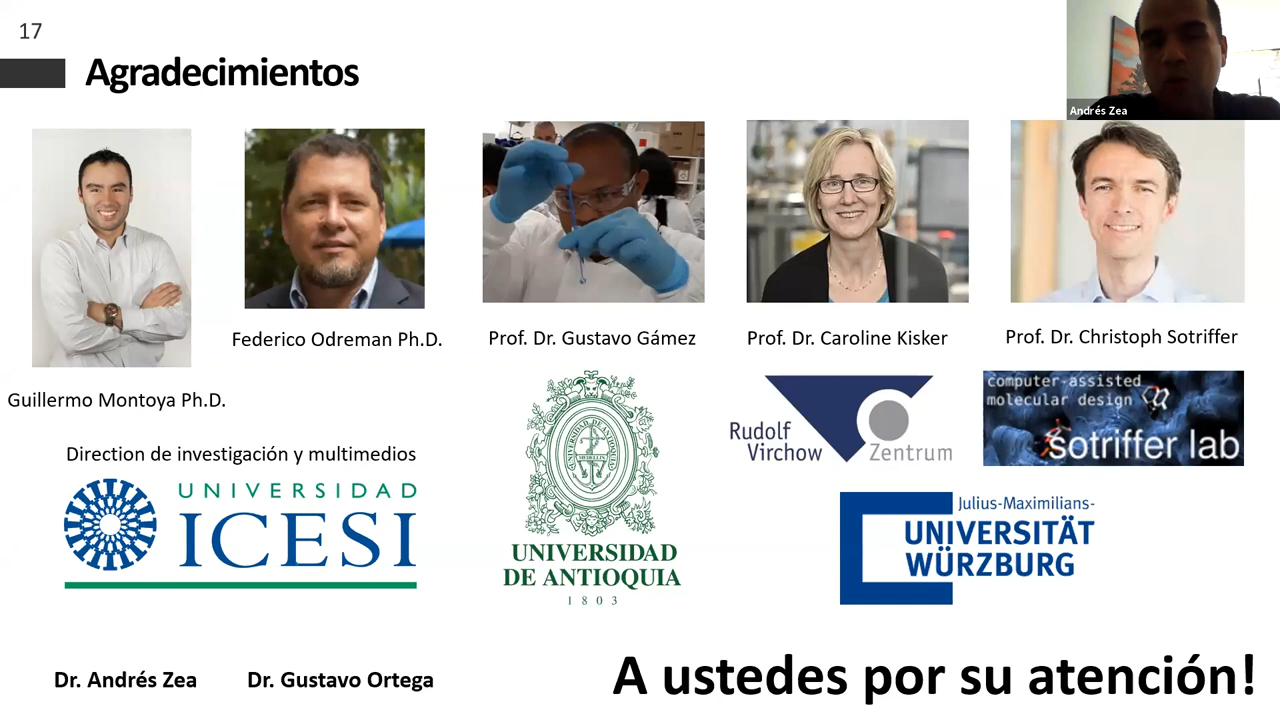 17
Agradecimientos
Andrés Zea
Federico Odreman Ph.D.
Prof. Dr. Gustavo Gámez
Prof. Dr. Caroline Kisker
Prof. Dr. Christoph Sotriffer
Guillermo Montoya Ph.D.
Direction de investigación y multimedios
UNIVERSIDAD
ICESI
UNIVERSIDAD
DE ANTIOQUIA
1803
Rudolf
Virchow
Zentrum
computer-assisted
molecular design
sotriffer lab
Julius-Maximilians-
UNIVERSITÄT
WÜRZBURG
Dr. Andrés Zea
Dr. Gustavo Ortega
A ustedes por su atención!